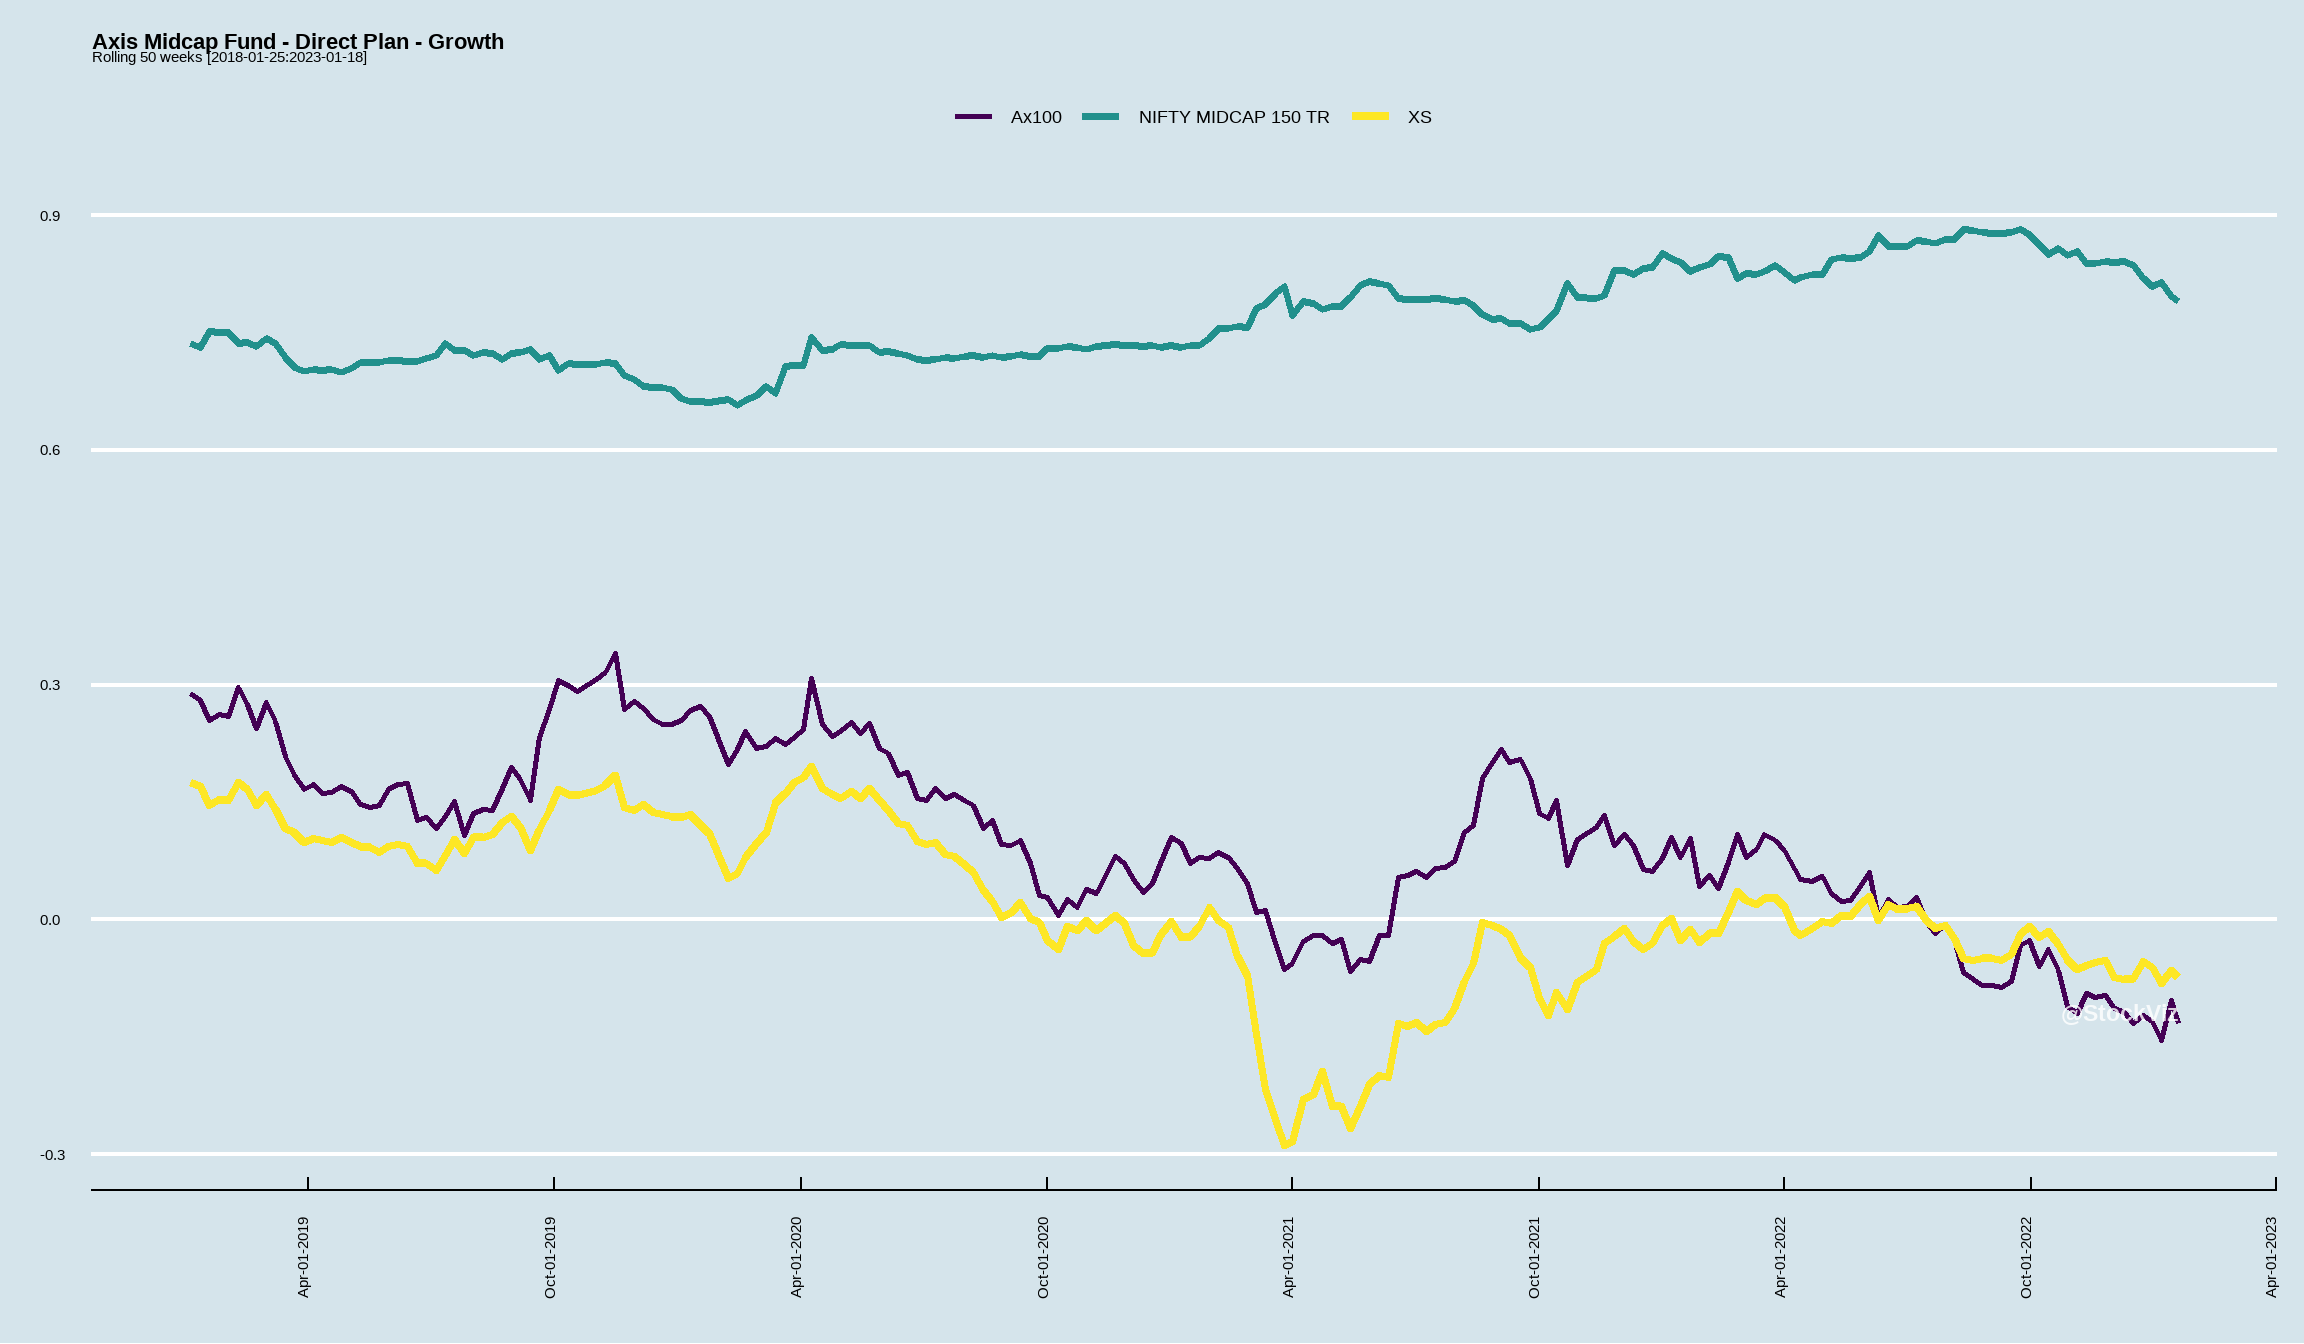 Axis Midcap Fund - Direct Plan - Growth
Rolling 50 weeks [2018-01-25:2023-01-18]
Ax100 NIFTY MIDCAP 150 TR XS
0.9
0.6
0.3
0.0
-0.3
@StockViz
Apr-01-2019 Oct-01-2019 Apr-01-2020 Oct-01-2020 Apr-01-2021 Oct-01-2021 Apr-01-2022 Oct-01-2022 Apr-01-2023